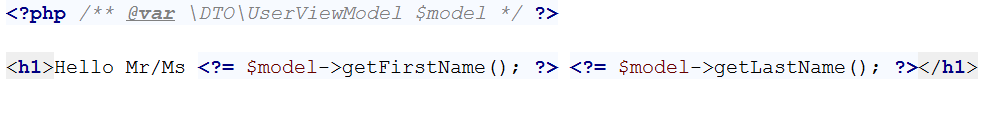 <?php /** @var \DTO\UserViewModel $model */ ?>
<h1>Hello Mr/Ms <?= $model->getFirstName(); ?> <?= $model->getLastName(); ?></h1>